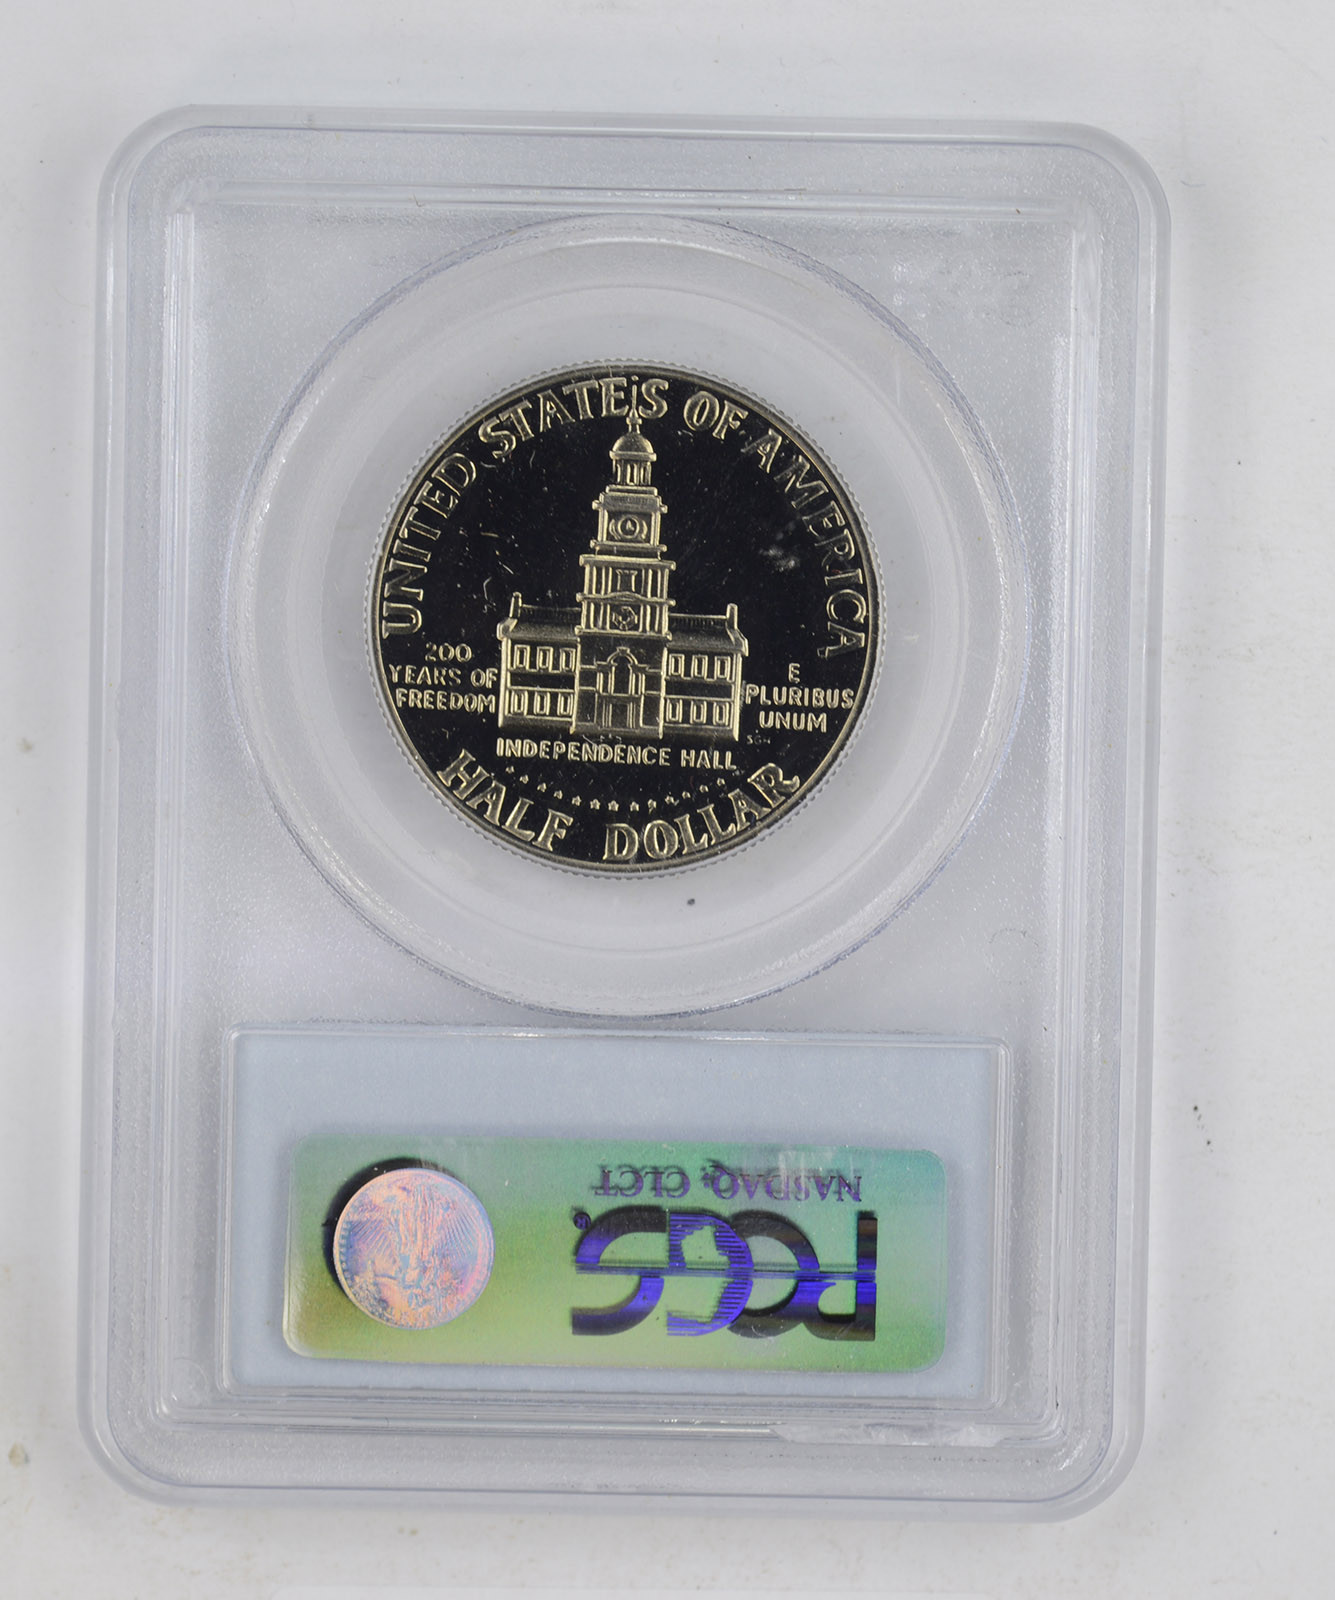 UNITED STATES OF AMERICA
200
YEARS OF
FREEDOM
E
PLURIBUS
UNUM
INDEPENDENCE HALL
HALF DOLLAR
PCGS
NASDAQ: CLCT